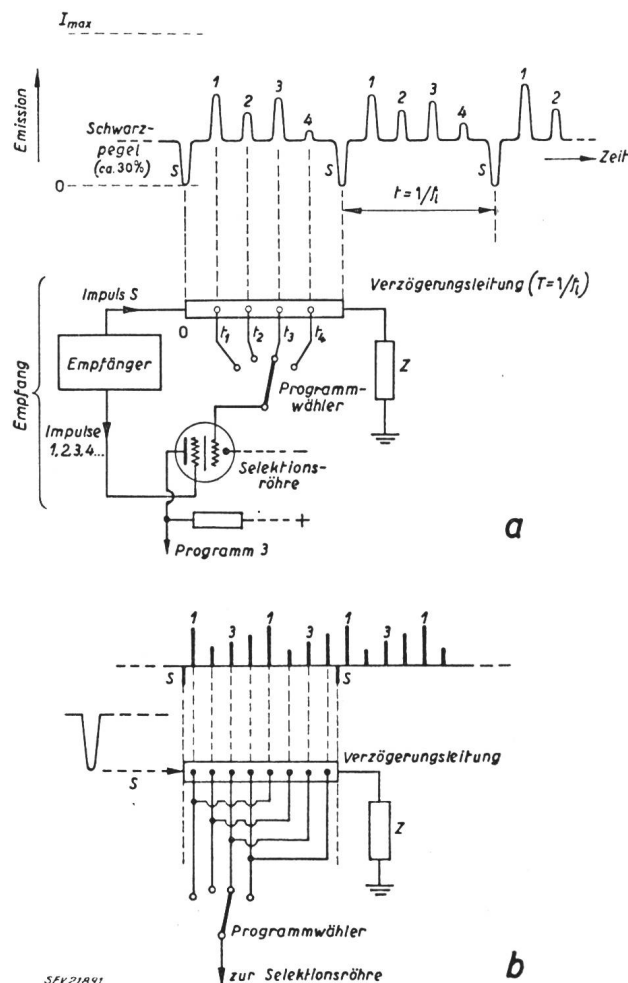 Imax
Emission
1 2 3 4 1 2 3 4 1 2
Schwarz-
pegel
(ca. 30%)
S S S
Zeit
0
t = 1/fi
Impuls S
Verzögerungsleitung (T=1/fi)
0 t1 t2 t3 t4
Empfang
Empfänger
Z
Programm-
wähler
Impulse
1,2,3,4...
Selektions-
röhre
+
Programm 3
a
1 3 1 3 1 3 1
S S
Verzögerungsleitung
S
Z
Programmwähler
zur Selektionsröhre
b
SEV21891